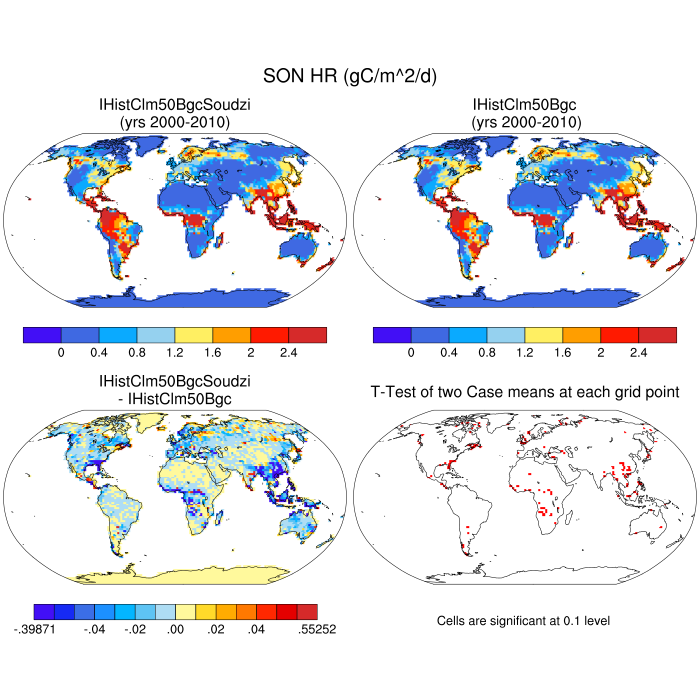 SON HR (gC/m^2/d)
IHistClm50BgcSoudzi
(yrs 2000-2010)
IHistClm50Bgc
(yrs 2000-2010)
0 0.4 0.8 1.2 1.6 2 2.4
0 0.4 0.8 1.2 1.6 2 2.4
IHistClm50BgcSoudzi
- IHistClm50Bgc
T-Test of two Case means at each grid point
-.39871 -.04 -.02 .00 .02 .04 .55252
Cells are significant at 0.1 level